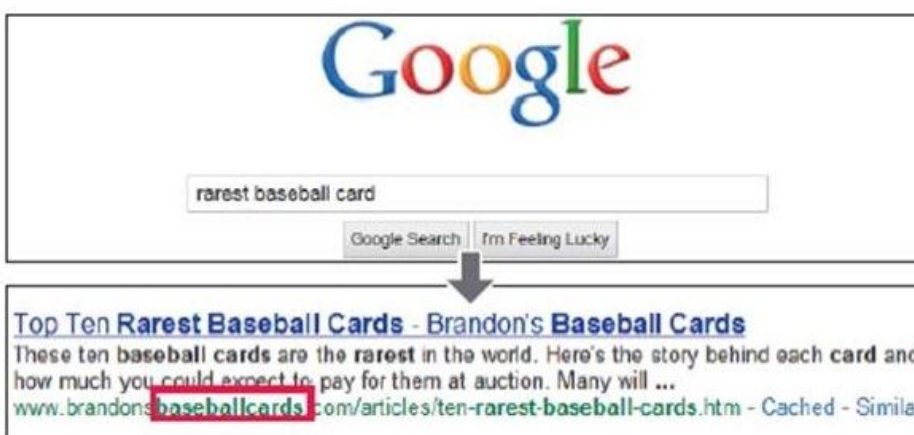 Google
rarest baseball card
Google Search I'm Feeling Lucky
Top Ten Rarest Baseball Cards - Brandon's Baseball Cards
These ten baseball cards are the rarest in the world. Here's the story behind each card and
how much you could expect to pay for them at auction. Many will ...
www.brandonsbaseballcards.com/articles/ten-rarest-baseball-cards.htm - Cached - Simila